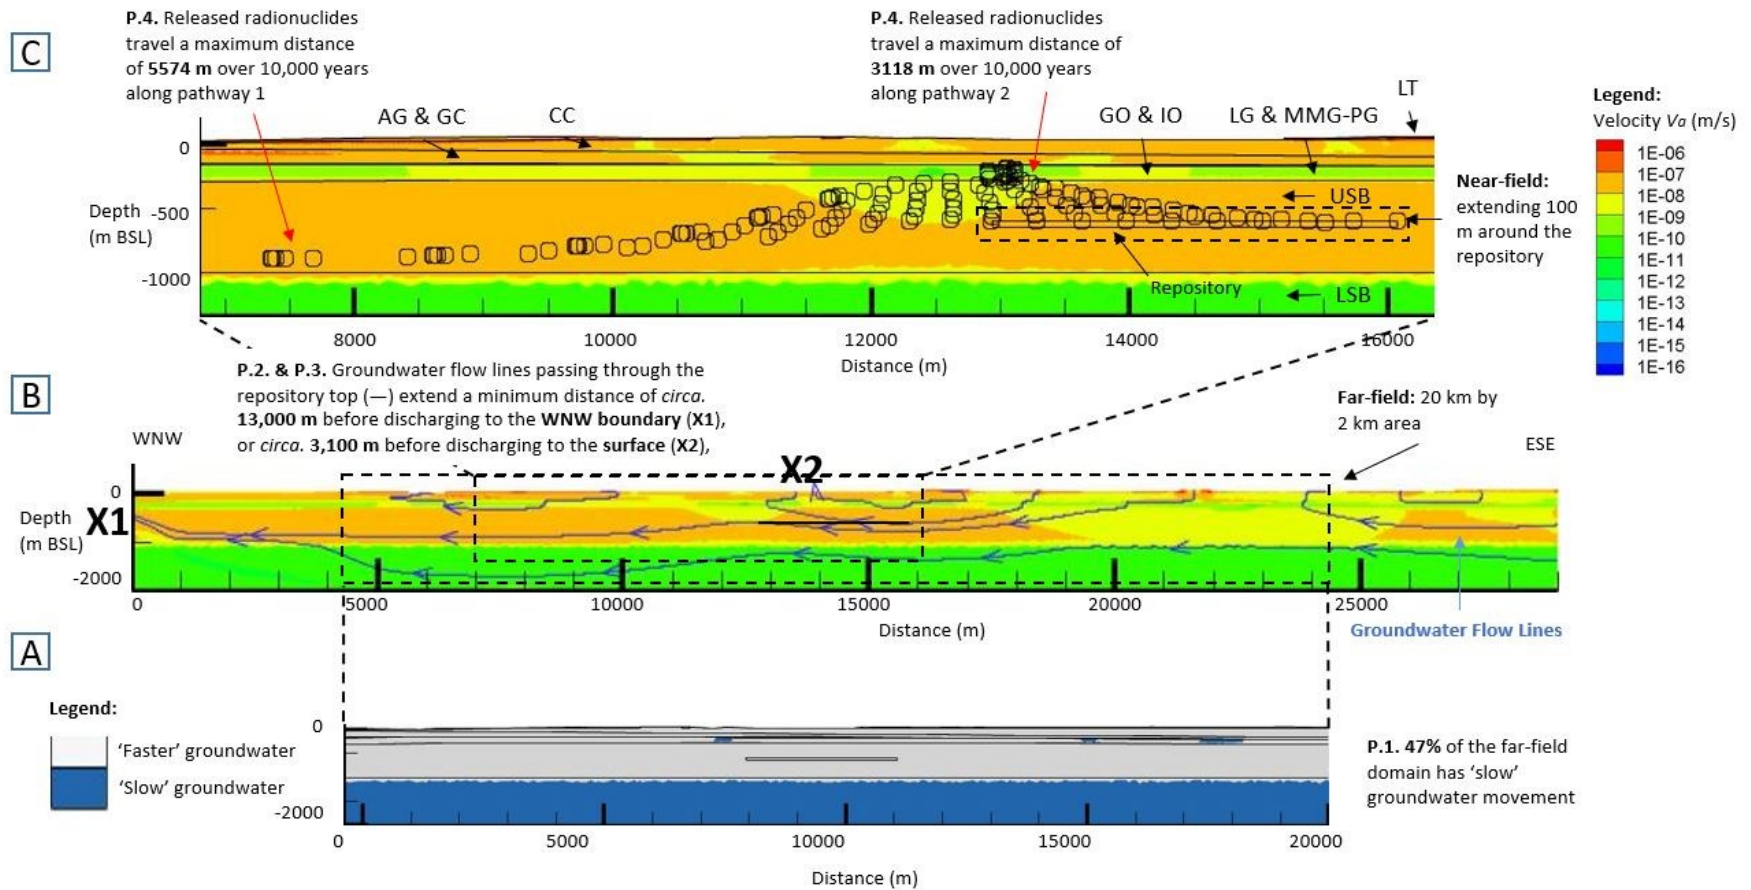 C
P.4. Released radionuclides
travel a maximum distance
of 5574 m over 10,000 years
along pathway 1
P.4. Released radionuclides
travel a maximum distance of
3118 m over 10,000 years
along pathway 2
AG & GC
CC
GO & IO
LG & MMG-PG
LT
0
Depth
(m BSL)
-500
-1000
USB
Repository
LSB
Near-field:
extending 100
m around the
repository
8000
10000
12000
14000
16000
Distance (m)
Legend:
Velocity Va (m/s)
1E-06
1E-07
1E-08
1E-09
1E-10
1E-11
1E-12
1E-13
1E-14
1E-15
1E-16
B
P.2. & P.3. Groundwater flow lines passing through the
repository top (—) extend a minimum distance of circa.
13,000 m before discharging to the WNW boundary (X1),
or circa. 3,100 m before discharging to the surface (X2),
Far-field: 20 km by
2 km area
WNW
ESE
X2
0
Depth
(m BSL)
X1
-2000
0
5000
10000
15000
20000
25000
Distance (m)
Groundwater Flow Lines
A
Legend:
‘Faster’ groundwater
‘Slow’ groundwater
0
-2000
0
5000
10000
15000
20000
Distance (m)
P.1. 47% of the far-field
domain has ‘slow’
groundwater movement